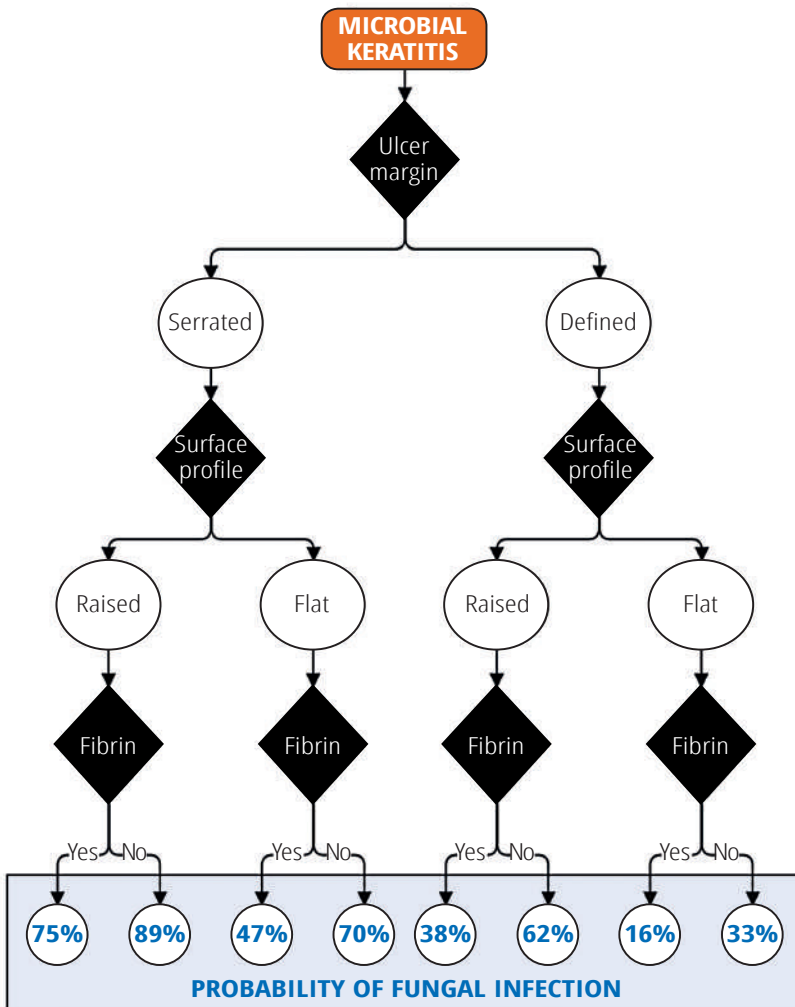 MICROBIAL
KERATITIS
Ulcer
margin
Serrated
Defined
Surface
profile
Surface
profile
Raised
Flat
Raised
Flat
Fibrin
Fibrin
Fibrin
Fibrin
Yes No
Yes No
Yes No
Yes No
75% 89% 47% 70% 38% 62% 16% 33%
PROBABILITY OF FUNGAL INFECTION